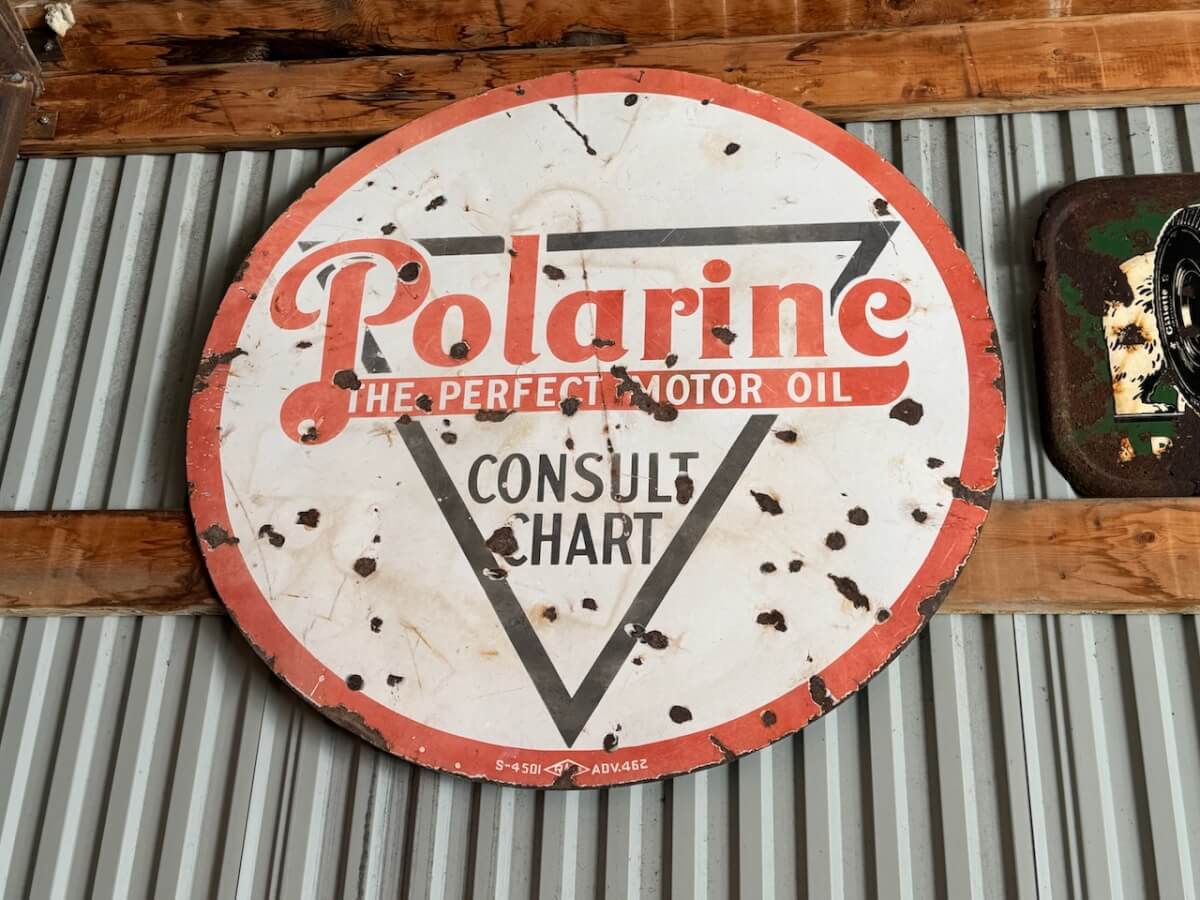 Polarine
THE PERFECT MOTOR OIL
CONSULT
CHART
S-4501 ADV.462